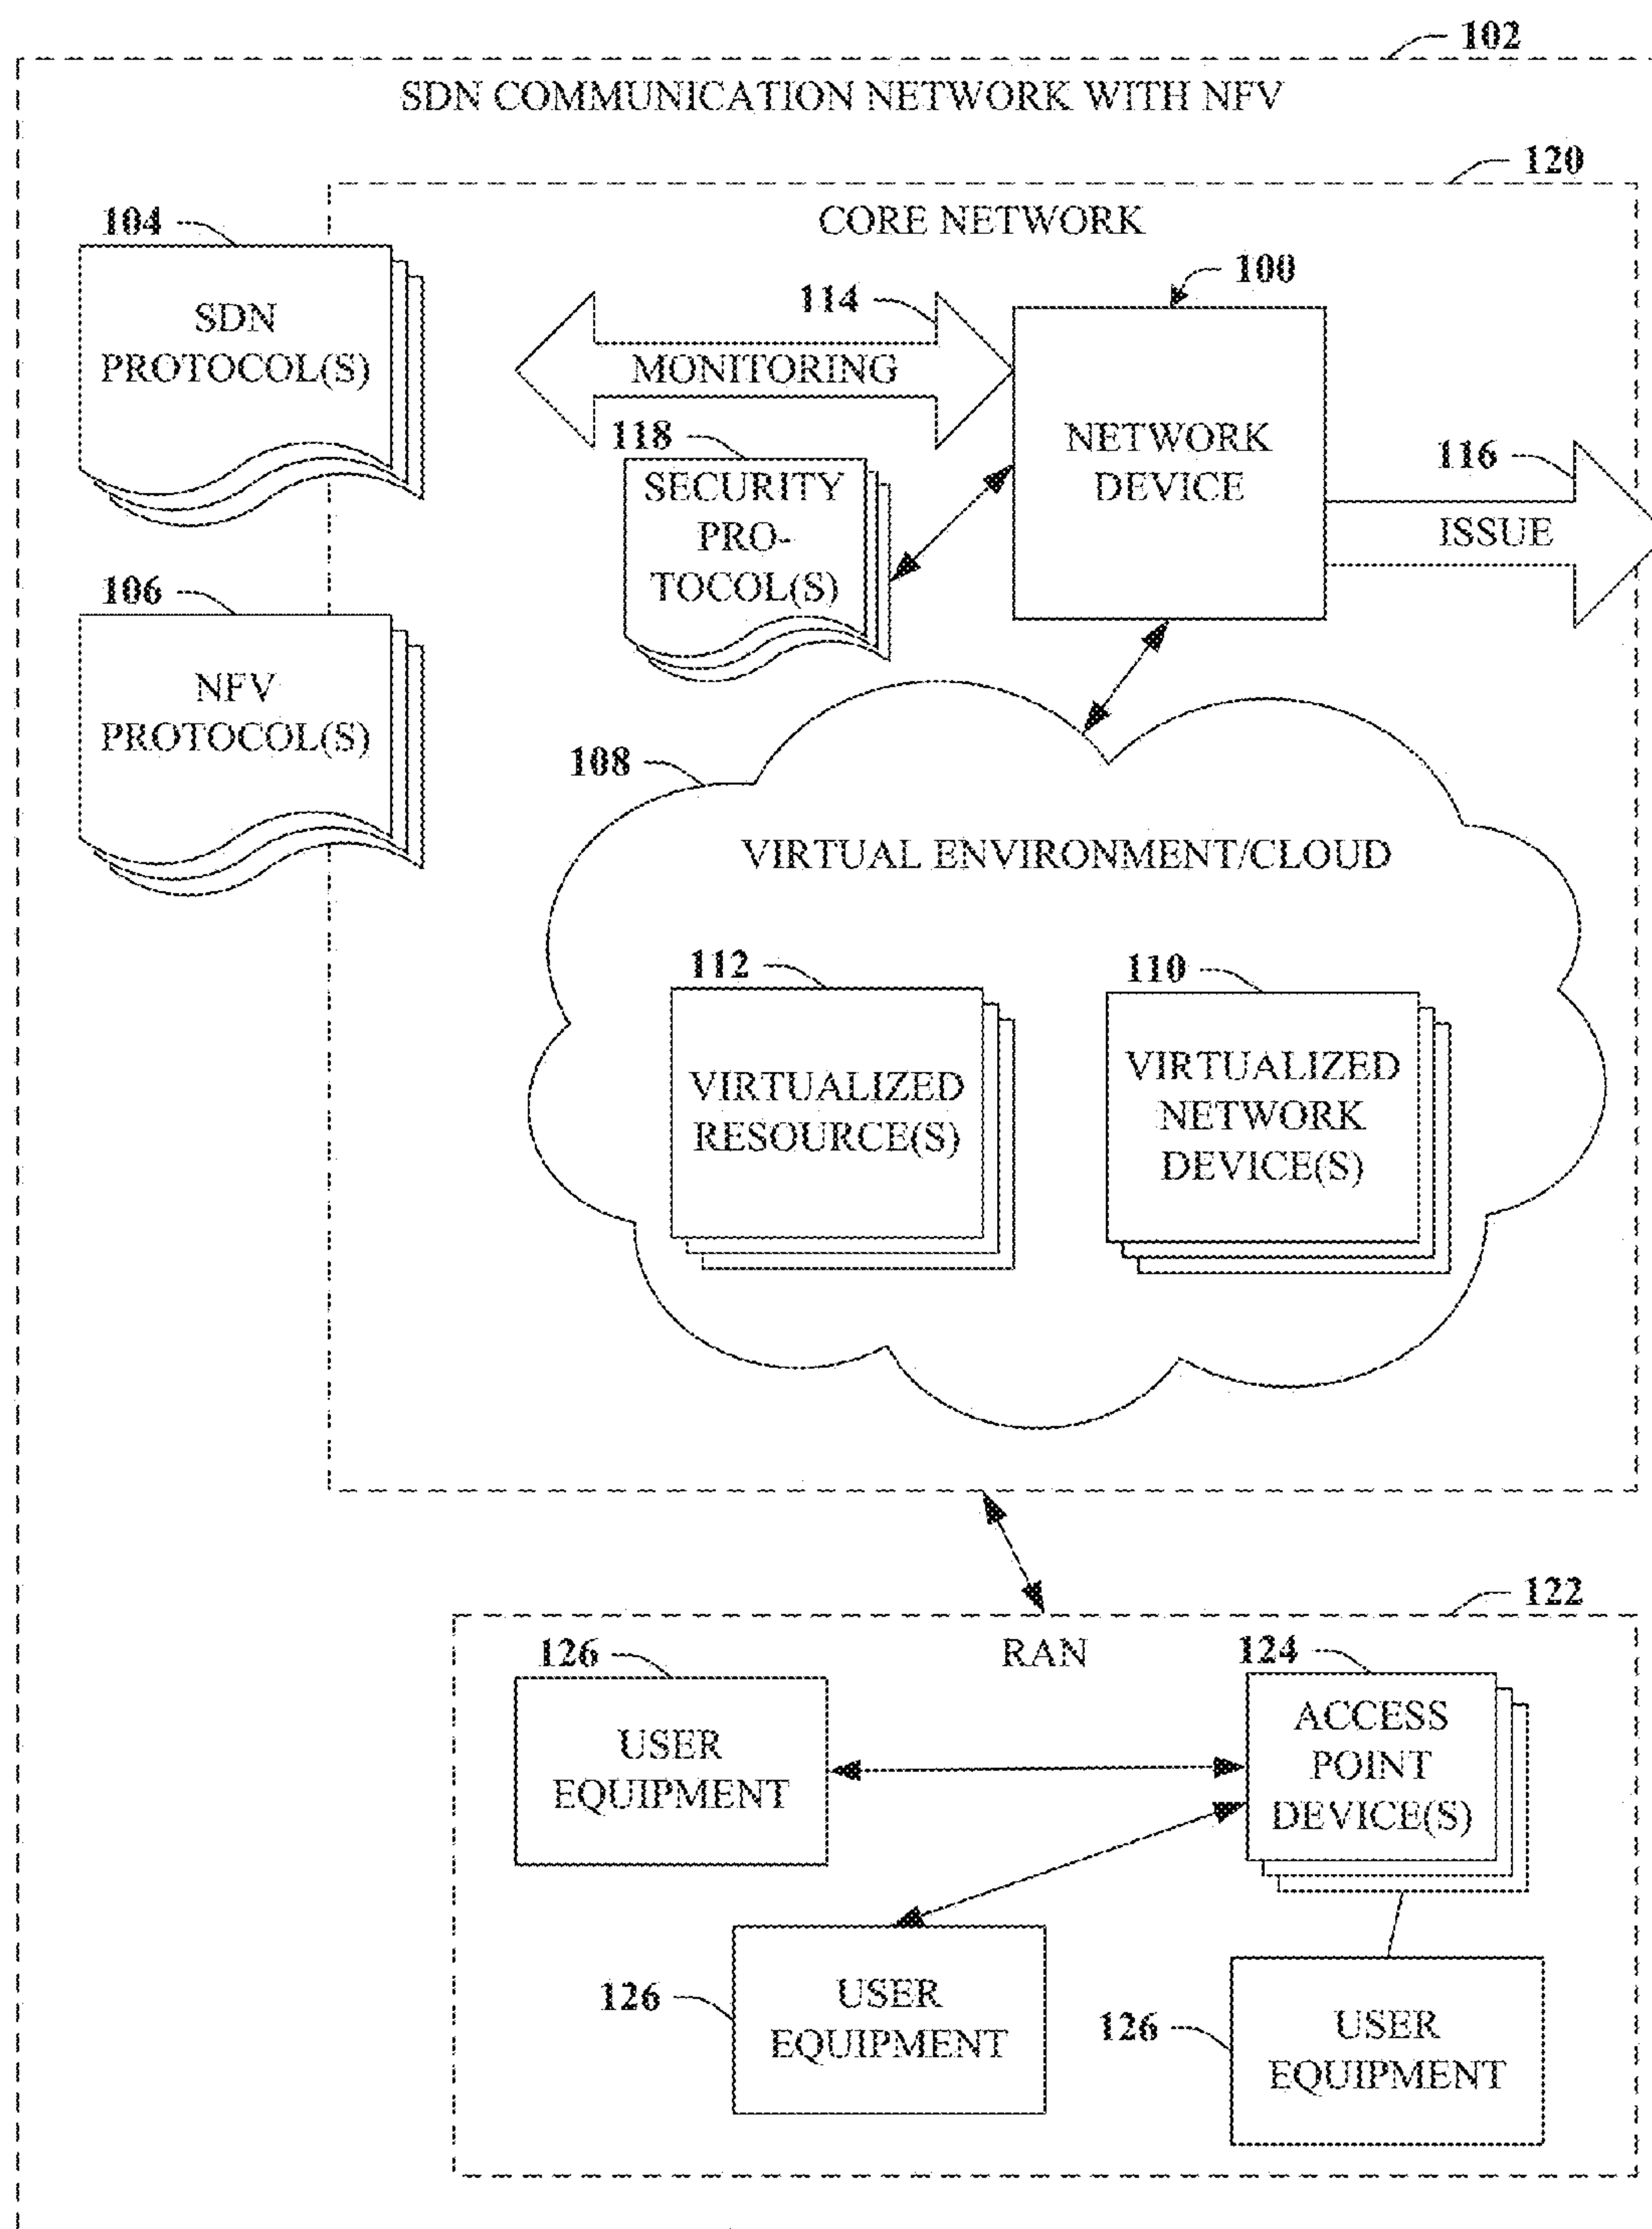 102
SDN COMMUNICATION NETWORK WITH NFV
120
CORE NETWORK
104
SDN
PROTOCOL(S)
114
MONITORING
100
NETWORK
DEVICE
116
ISSUE
118
SECURITY
PRO-
TOCOL(S)
106
NFV
PROTOCOL(S)
108
VIRTUAL ENVIRONMENT/CLOUD
112
VIRTUALIZED
RESOURCE(S)
110
VIRTUALIZED
NETWORK
DEVICE(S)
122
RAN
126
USER
EQUIPMENT
124
ACCESS
POINT
DEVICE(S)
126
USER
EQUIPMENT
126
USER
EQUIPMENT